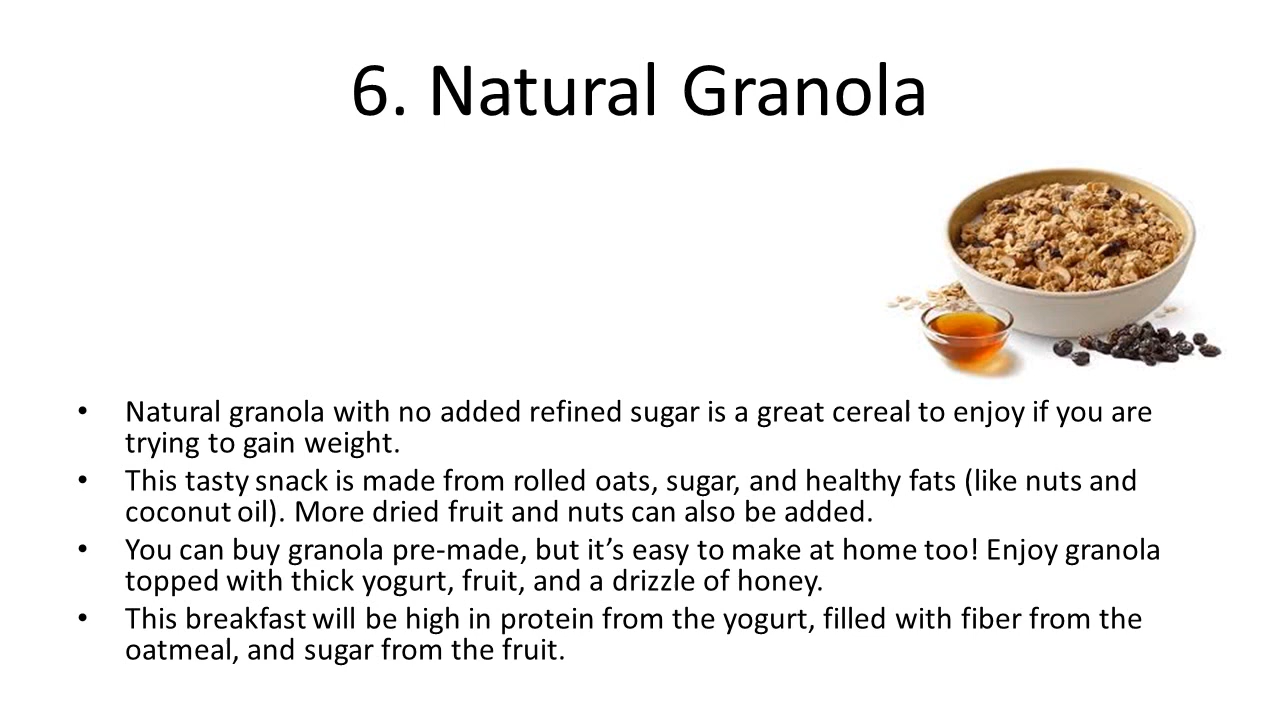 6. Natural Granola
• Natural granola with no added refined sugar is a great cereal to enjoy if you are
trying to gain weight.
• This tasty snack is made from rolled oats, sugar, and healthy fats (like nuts and
coconut oil). More dried fruit and nuts can also be added.
• You can buy granola pre-made, but it’s easy to make at home too! Enjoy granola
topped with thick yogurt, fruit, and a drizzle of honey.
• This breakfast will be high in protein from the yogurt, filled with fiber from the
oatmeal, and sugar from the fruit.